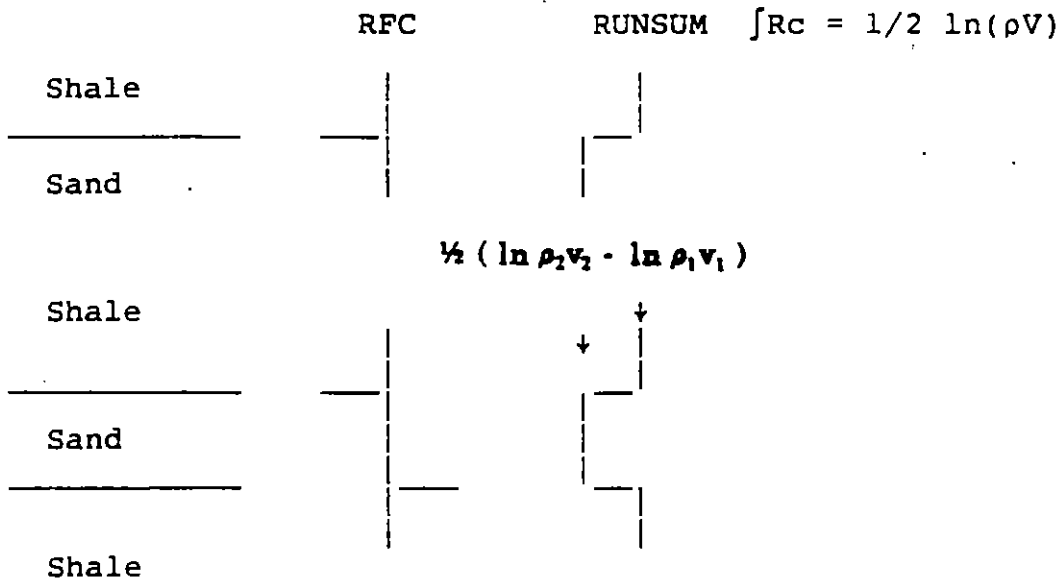 RFC RUNSUM ∫Rc = 1/2 ln(ρV)
Shale
Sand
½ ( ln ρ₂v₂ - ln ρ₁v₁ )
Shale
Sand
Shale